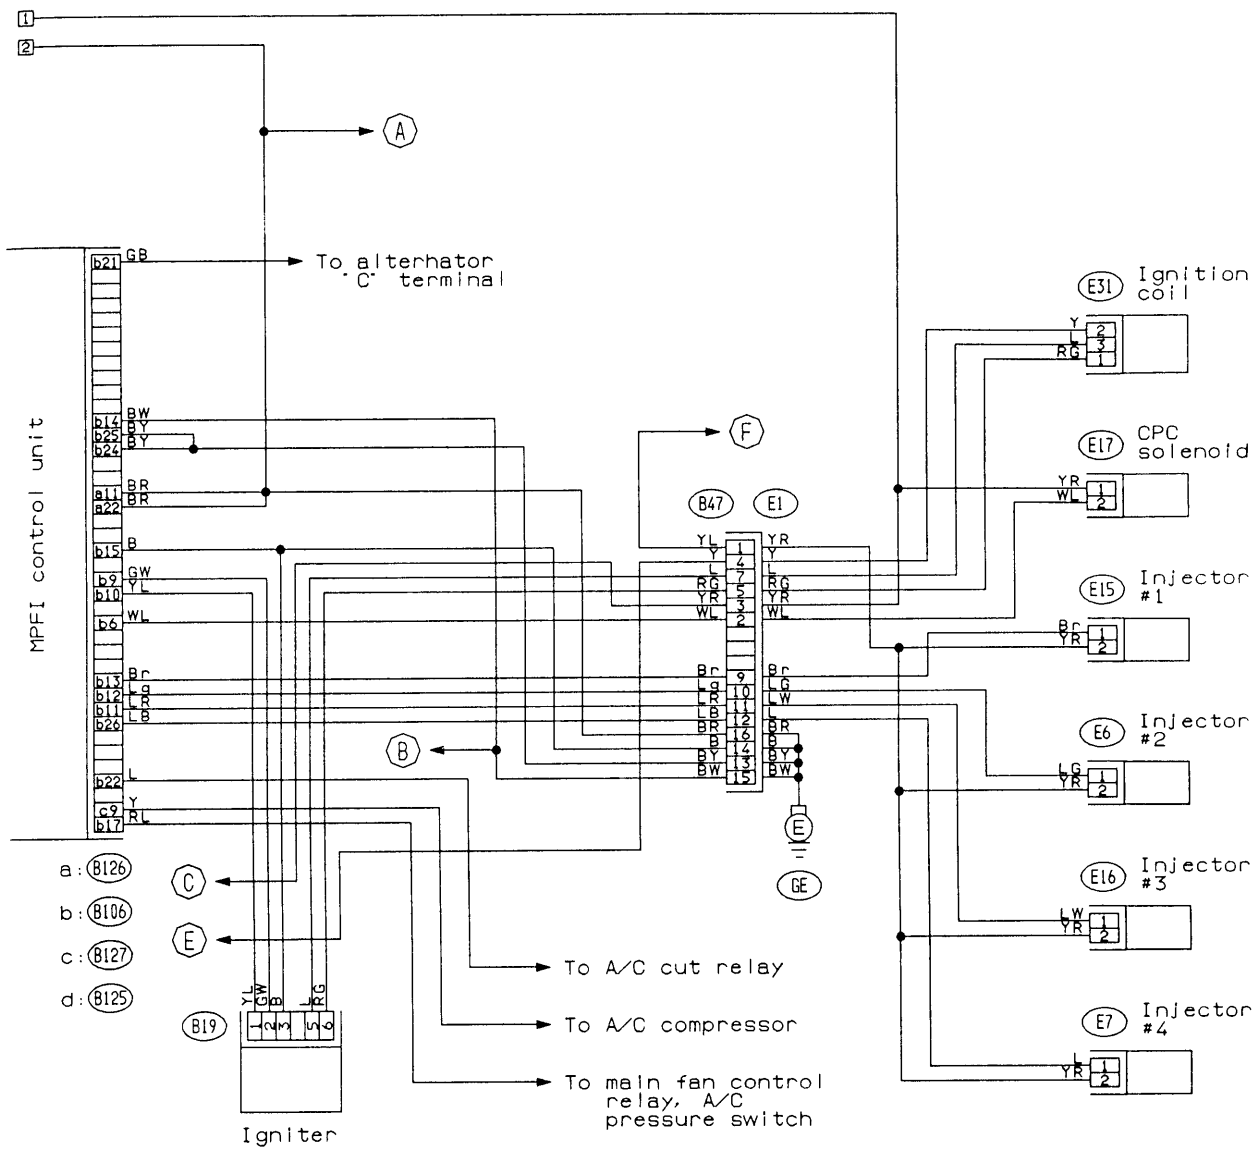 1
2
A
b21 GB
To alterhator
"C" terminal
E31 Ignition
coil
Y 2
L 3
RG 1
MPFI control unit
b14 BW
b25 BY
b24 BY
F
E17 CPC
solenoid
a11 BR
a22 BR
YR 1
WL 2
B47 E1
b15 B
b9 GW
b10 YL
b6 WL
YL 1 YR
Y 4 Y
L 7 L
RG 5 RG
YR 3 YR
WL 2 WL
E15 Injector
#1
Br 1
YR 2
b13 Br
b12 Lg
b11 LR
b26 LB
Br 9 Br
Lg 10 LG
LR 11 LW
LB 12 L
BR 16 BR
B 14 B
BY 13 BY
BW 15 BW
B
E6 Injector
#2
LG 1
YR 2
b22 L
c9 Y
b17 RL
E
GE
a: B126
b: B106
c: B127
d: B125
C
E
E16 Injector
#3
LW 1
YR 2
To A/C cut relay
YL GW B L RG
B19 1 2 3 5 6
To A/C compressor
E7 Injector
#4
L 1
YR 2
To main fan control
relay, A/C
pressure switch
Igniter